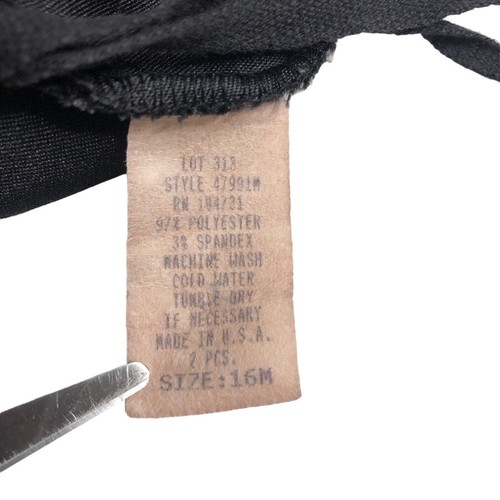 LOT 313
STYLE 47991M
RN 104731
97% POLYESTER
3% SPANDEX
MACHINE WASH
COLD WATER
TUMBLE DRY
IF NECESSARY
MADE IN U.S.A.
2 PCS.
SIZE:16M